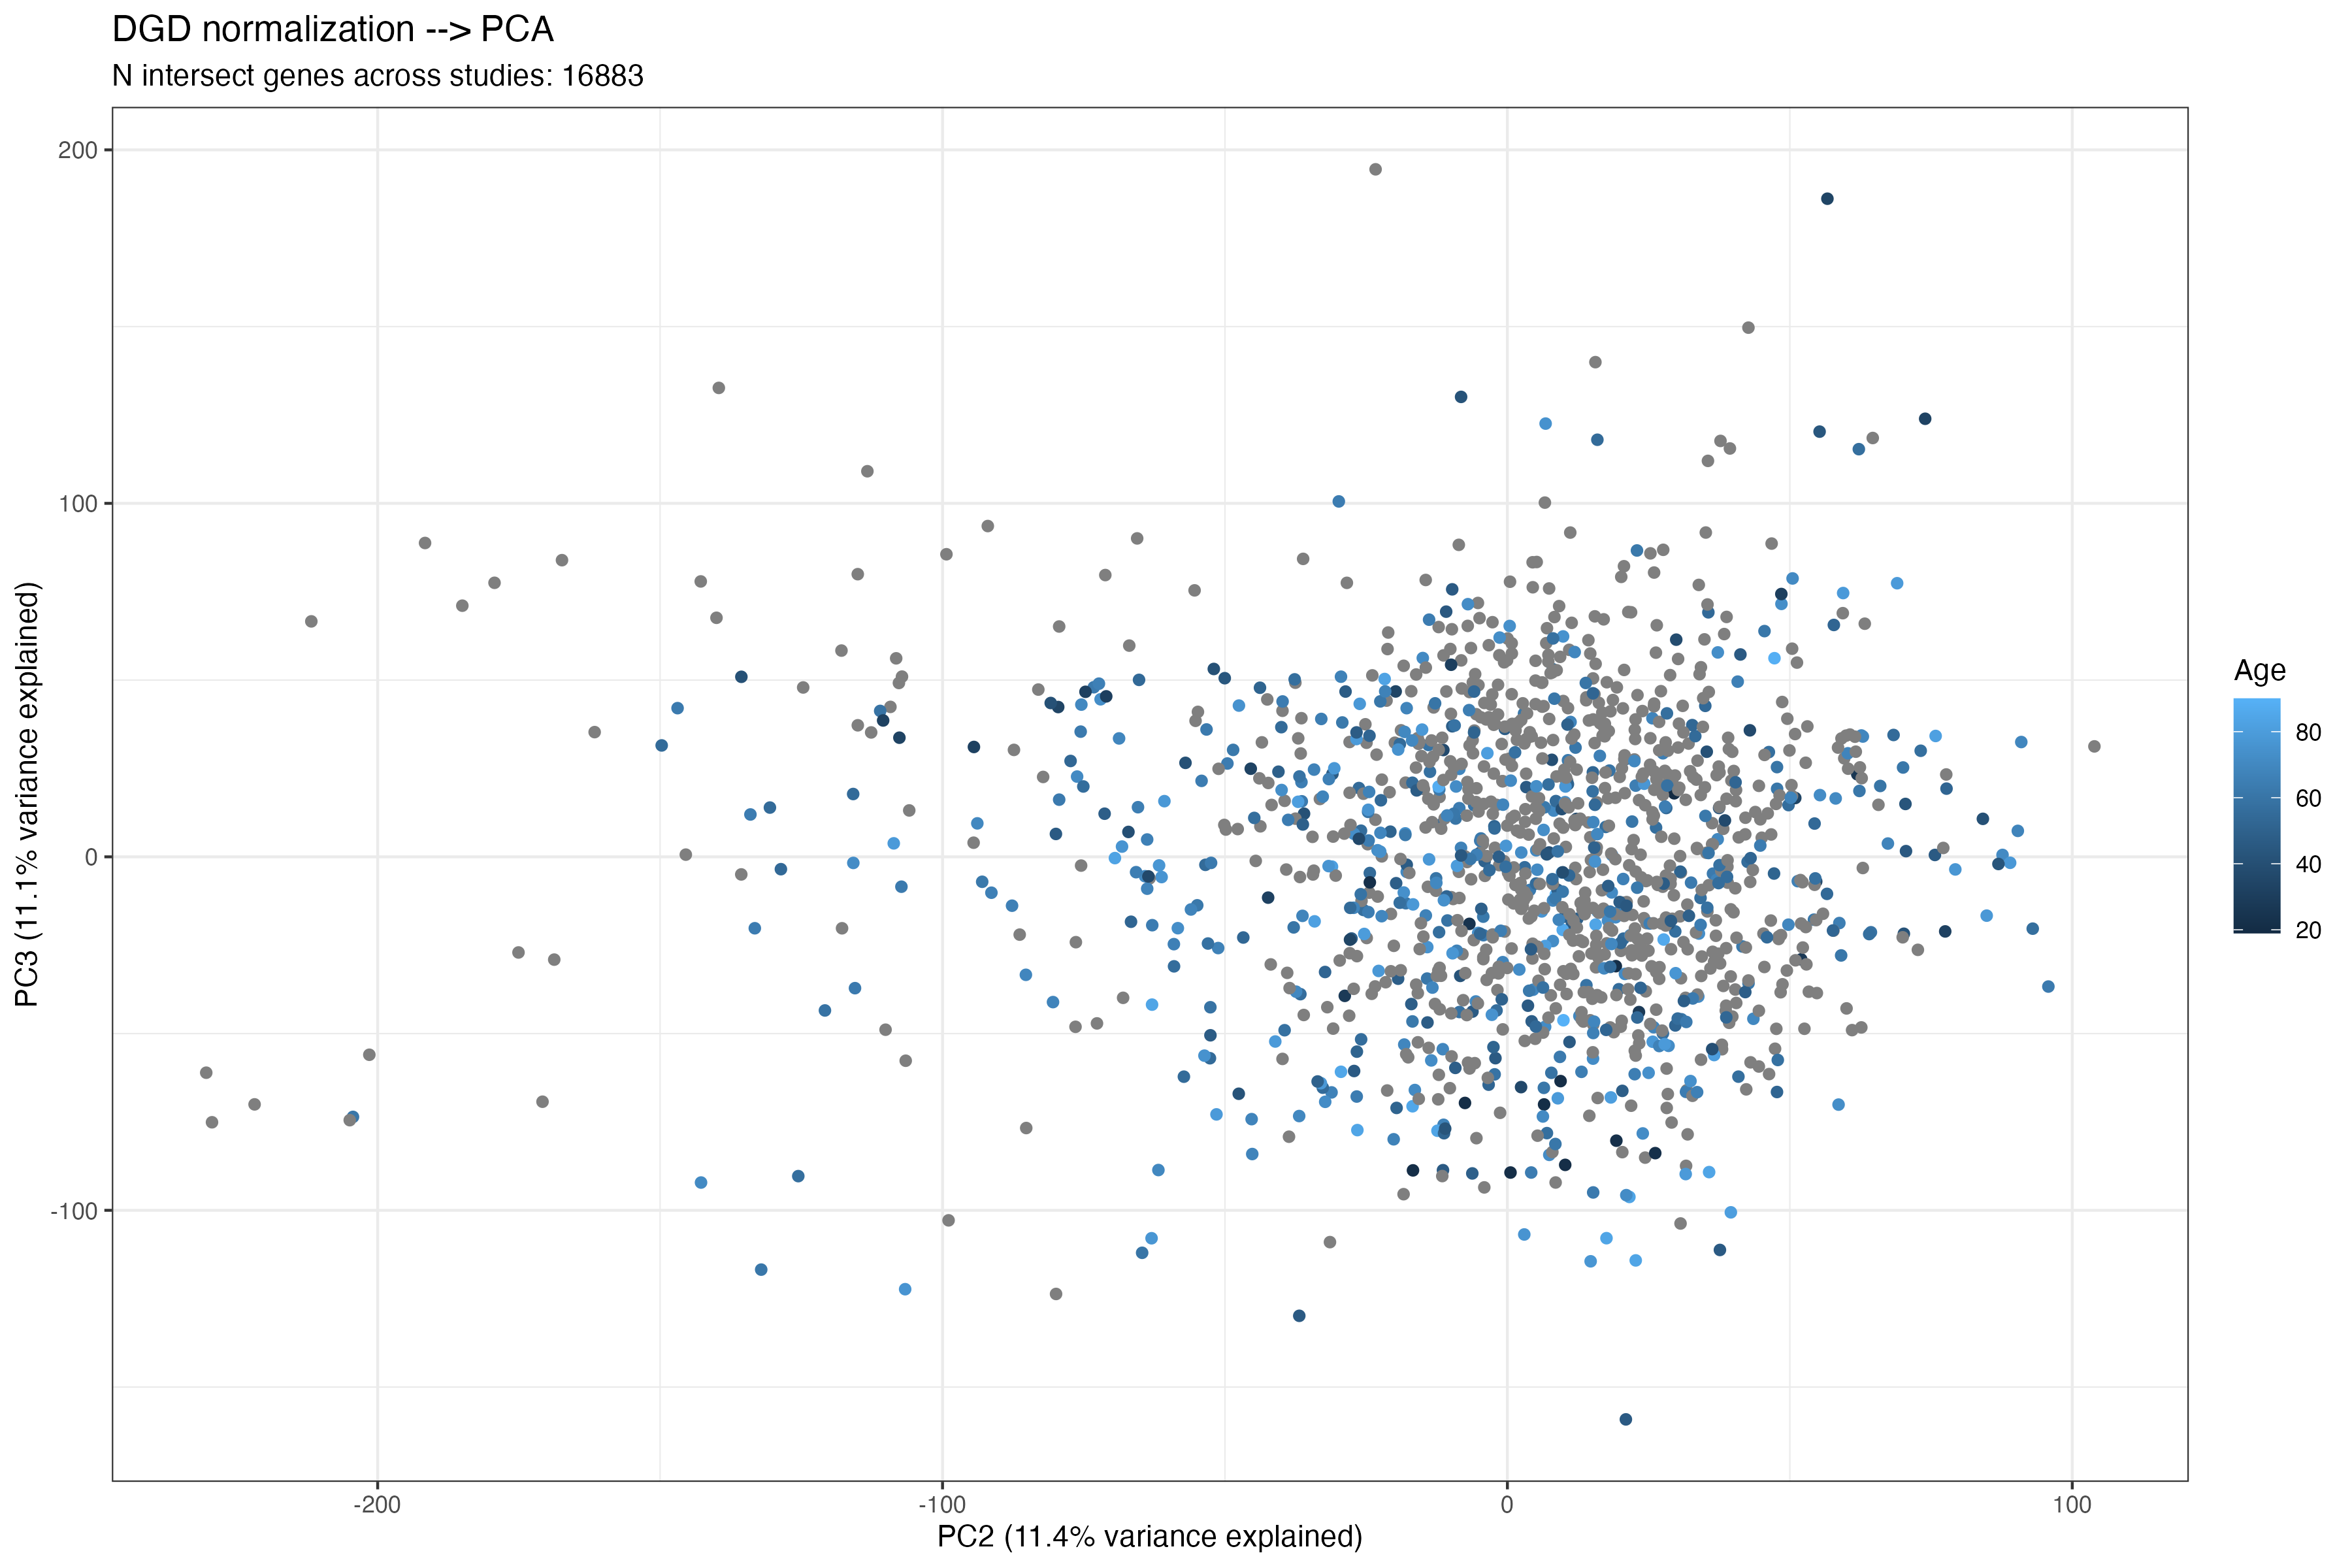 DGD normalization --> PCA
N intersect genes across studies: 16883
PC3 (11.1% variance explained)
200
100
0
-100
-200
-100
0
100
PC2 (11.4% variance explained)
Age
80
60
40
20